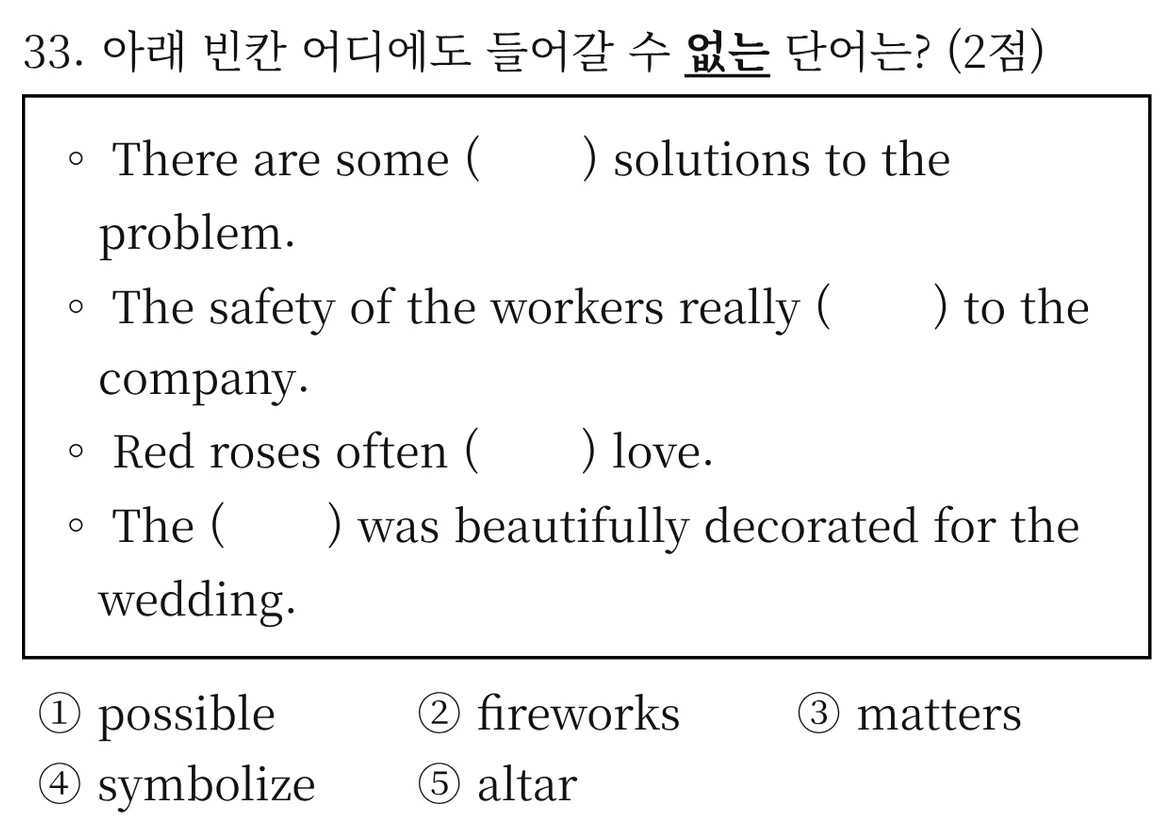 33. 아래 빈칸 어디에도 들어갈 수 없는 단어는? (2점)
◦ There are some (        ) solutions to the
problem.
◦ The safety of the workers really (        ) to the
company.
◦ Red roses often (        ) love.
◦ The (        ) was beautifully decorated for the
wedding.
① possible ② fireworks ③ matters
④ symbolize ⑤ altar